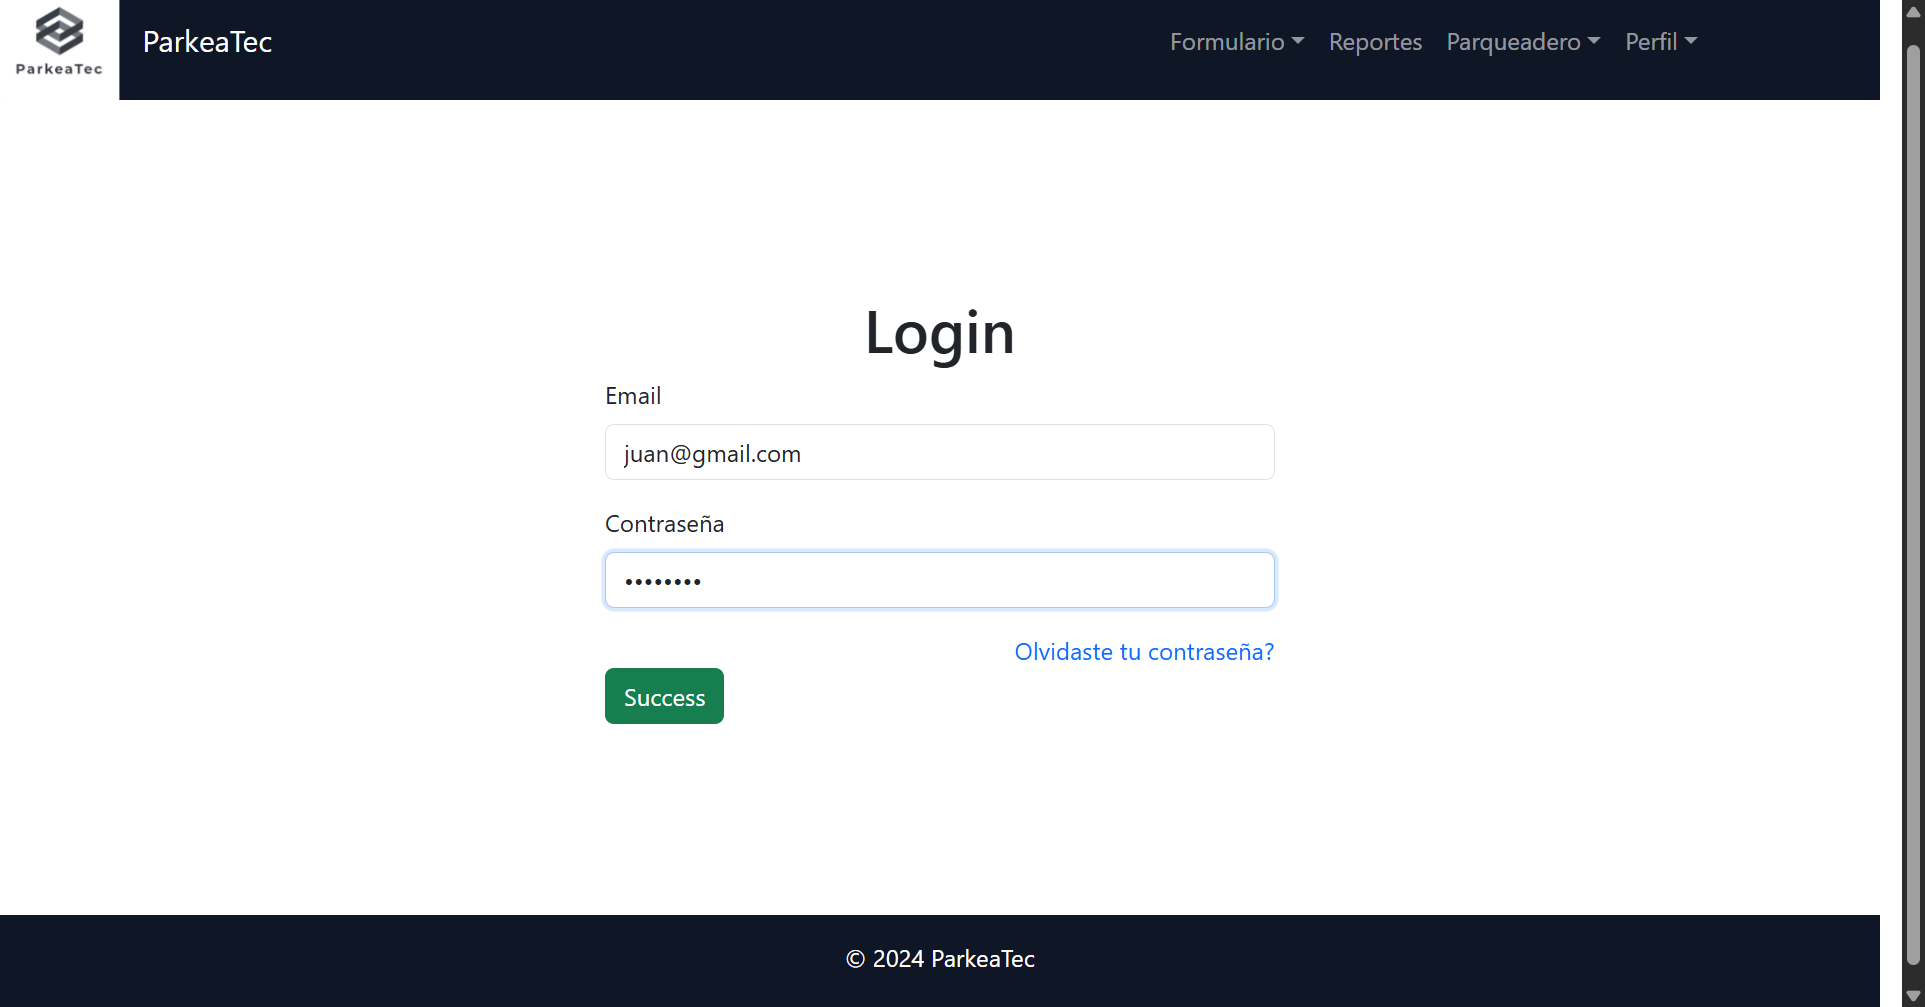 ParkeaTec
ParkeaTec
Formulario Reportes Parqueadero Perfil
Login
Email
juan@gmail.com
Contraseña
••••••••
Olvidaste tu contraseña?
Success
© 2024 ParkeaTec